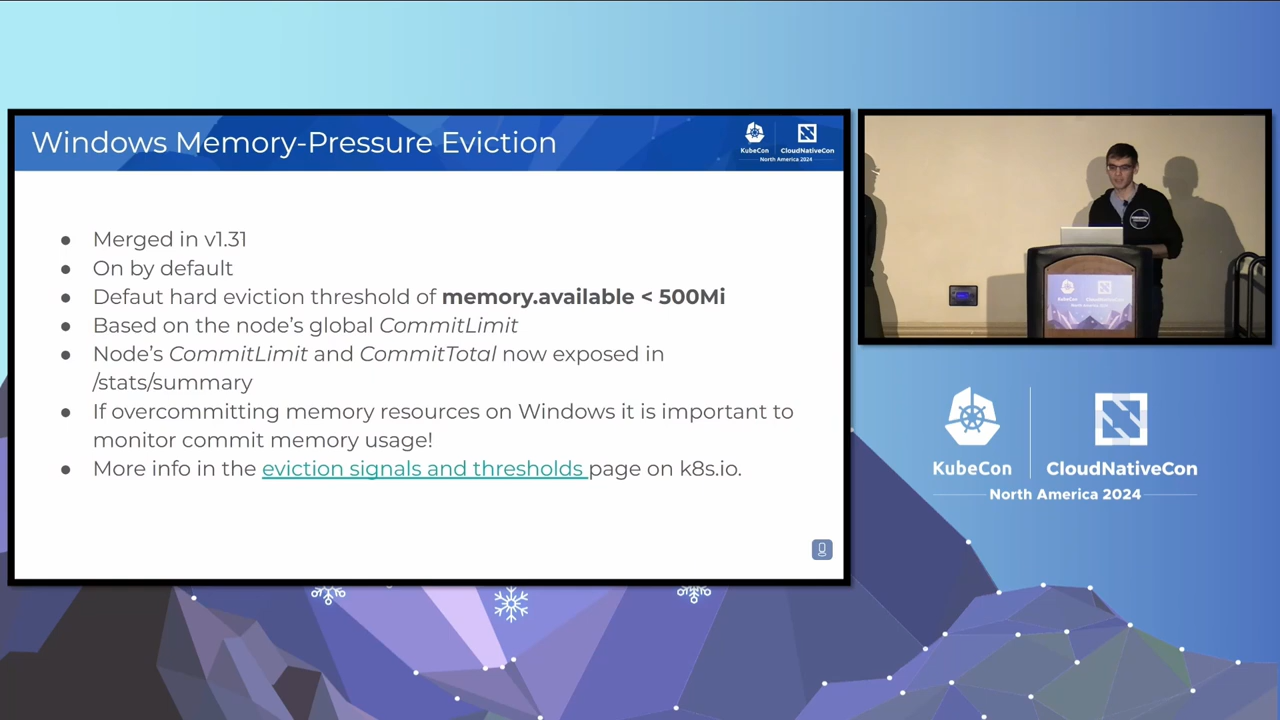 Windows Memory-Pressure Eviction
KubeCon
CloudNativeCon
North America 2024
Merged in v1.31
On by default
Defaut hard eviction threshold of memory.available < 500Mi
Based on the node's global CommitLimit
Node's CommitLimit and CommitTotal now exposed in
/stats/summary
If overcommitting memory resources on Windows it is important to
monitor commit memory usage!
More info in the eviction signals and thresholds page on k8s.io.
KubeCon
CloudNativeCon
North America 2024